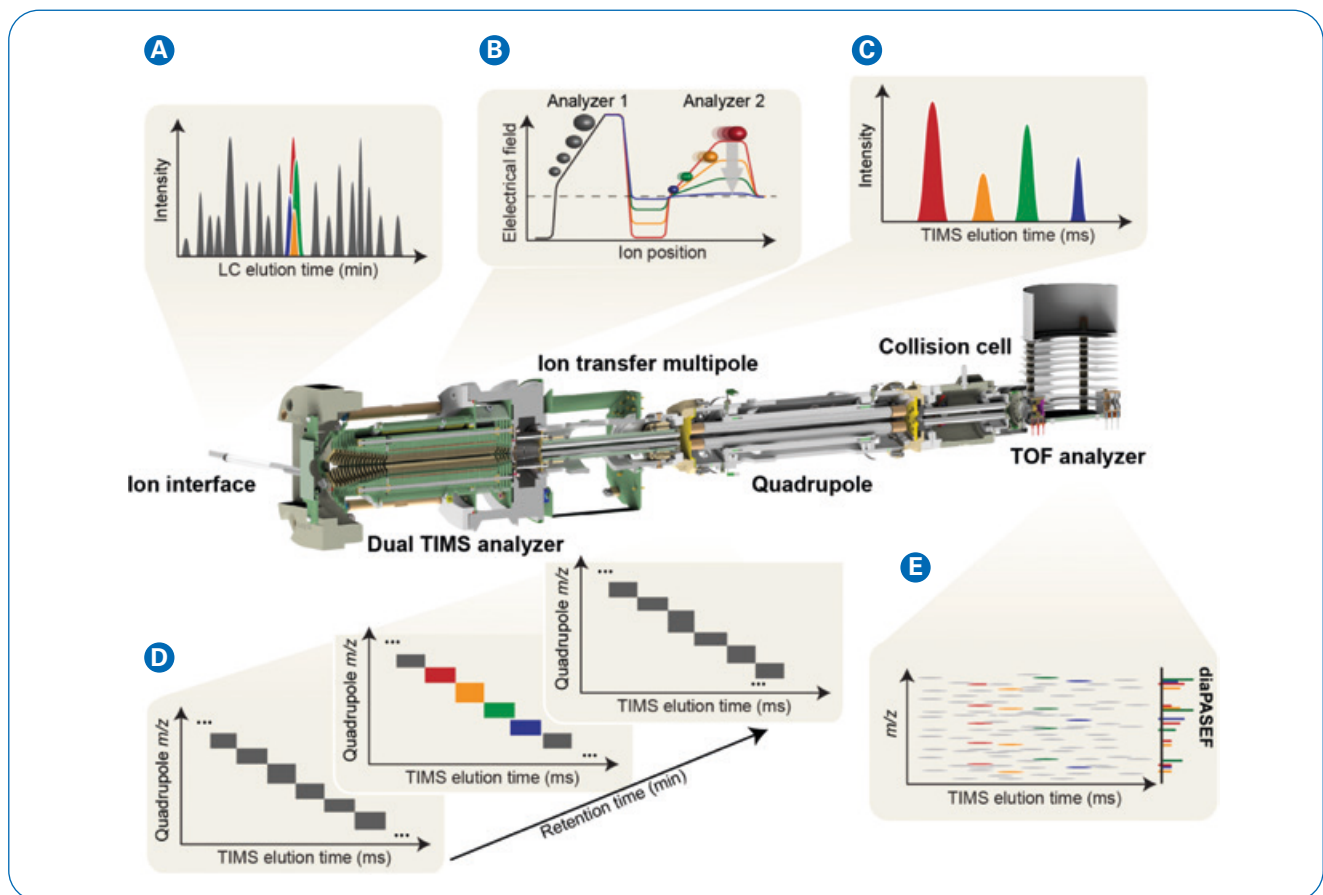 A
Intensity
LC elution time (min)
B
Analyzer 1
Analyzer 2
Elelectrical field
Ion position
C
Intensity
TIMS elution time (ms)
Ion transfer multipole
Collision cell
Ion interface
Dual TIMS analyzer
Quadrupole
TOF analyzer
D
Quadrupole m/z
...
...
TIMS elution time (ms)
Quadrupole m/z
...
...
TIMS elution time (ms)
Quadrupole m/z
...
...
TIMS elution time (ms)
Retention time (min)
E
m/z
TIMS elution time (ms)
diaPASEF